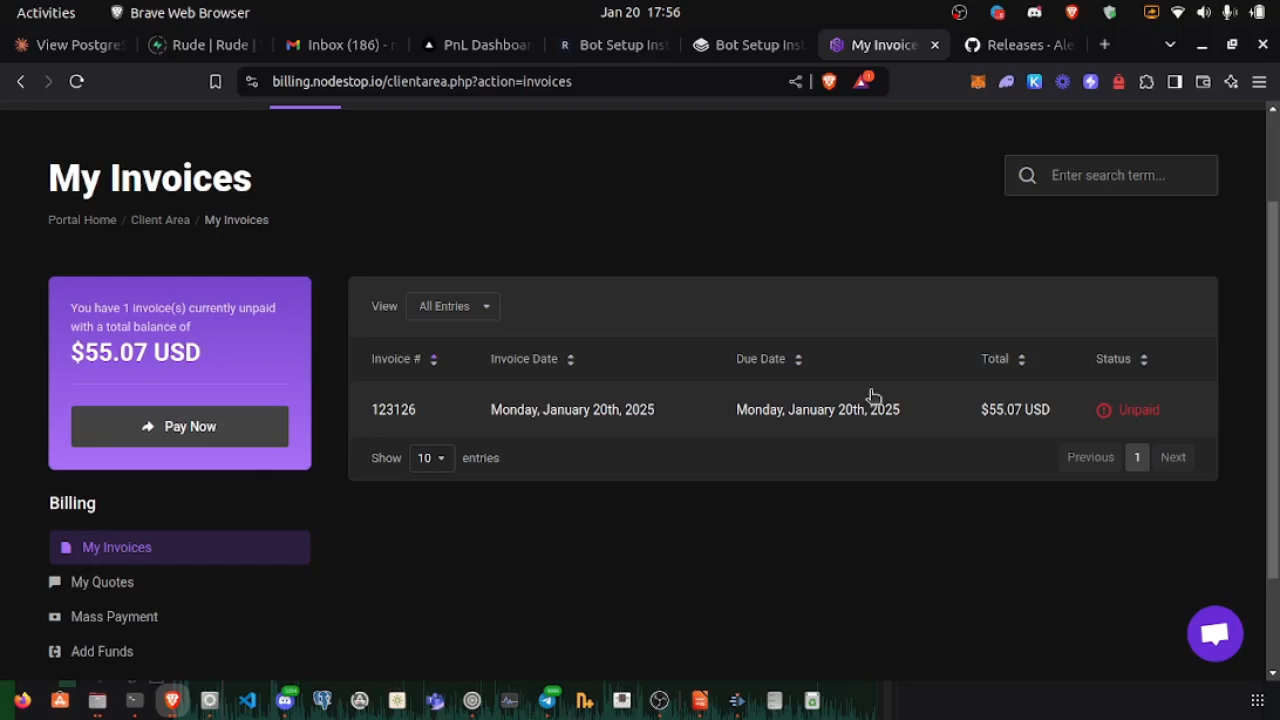 Activities
Brave Web Browser
Jan 20 17:56
View Postgre
Rude | Rude |
Inbox (186) -
PnL Dashboar
Bot Setup Inst
Bot Setup Inst
My Invoice
Releases - Ale
billing.nodestop.io/clientarea.php?action=invoices
My Invoices
Enter search term...
Portal Home / Client Area / My Invoices
You have 1 invoice(s) currently unpaid
with a total balance of
$55.07 USD
Pay Now
View All Entries
Invoice # Invoice Date Due Date Total Status
123126 Monday, January 20th, 2025 Monday, January 20th, 2025 $55.07 USD Unpaid
Show 10 entries
Previous 1 Next
Billing
My Invoices
My Quotes
Mass Payment
Add Funds